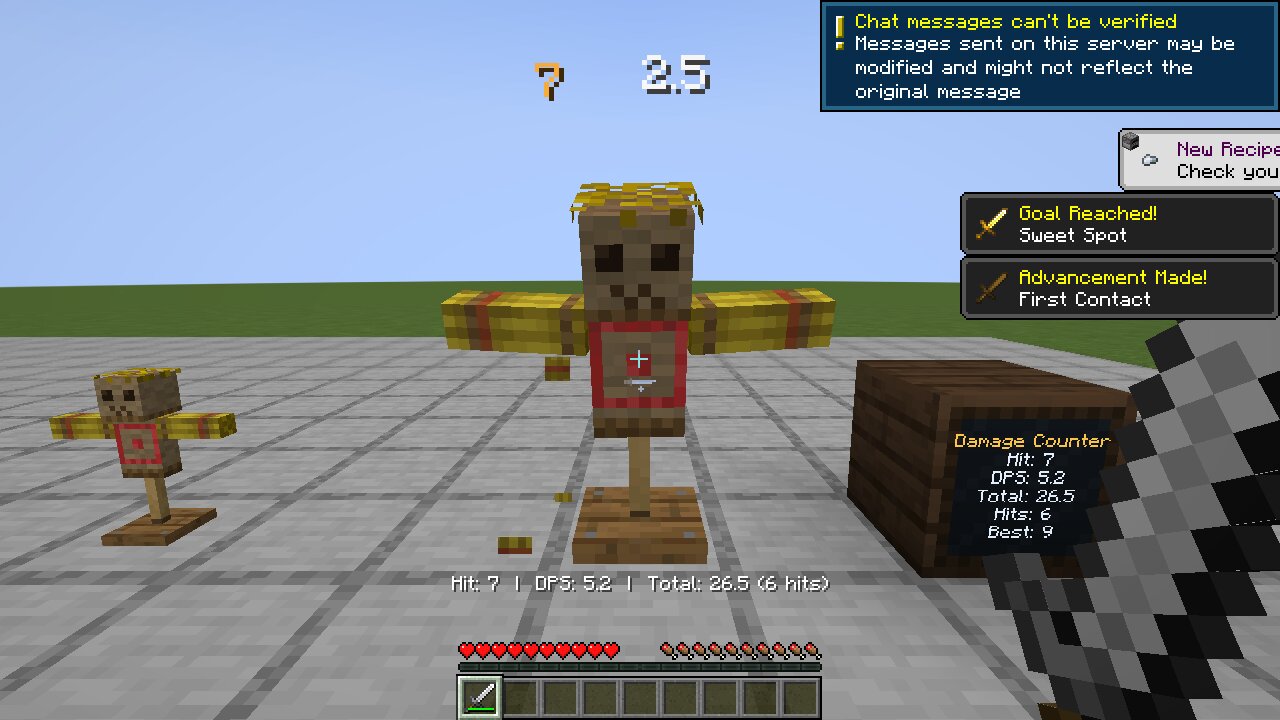 Chat messages can't be verified
Messages sent on this server may be
modified and might not reflect the
original message
7
2.5
New Recipe
Check you
Goal Reached!
Sweet Spot
Advancement Made!
First Contact
Damage Counter
Hit: 7
DPS: 5.2
Total: 26.5
Hits: 6
Best: 9
Hit: 7 | DPS: 5.2 | Total: 26.5 (6 hits)